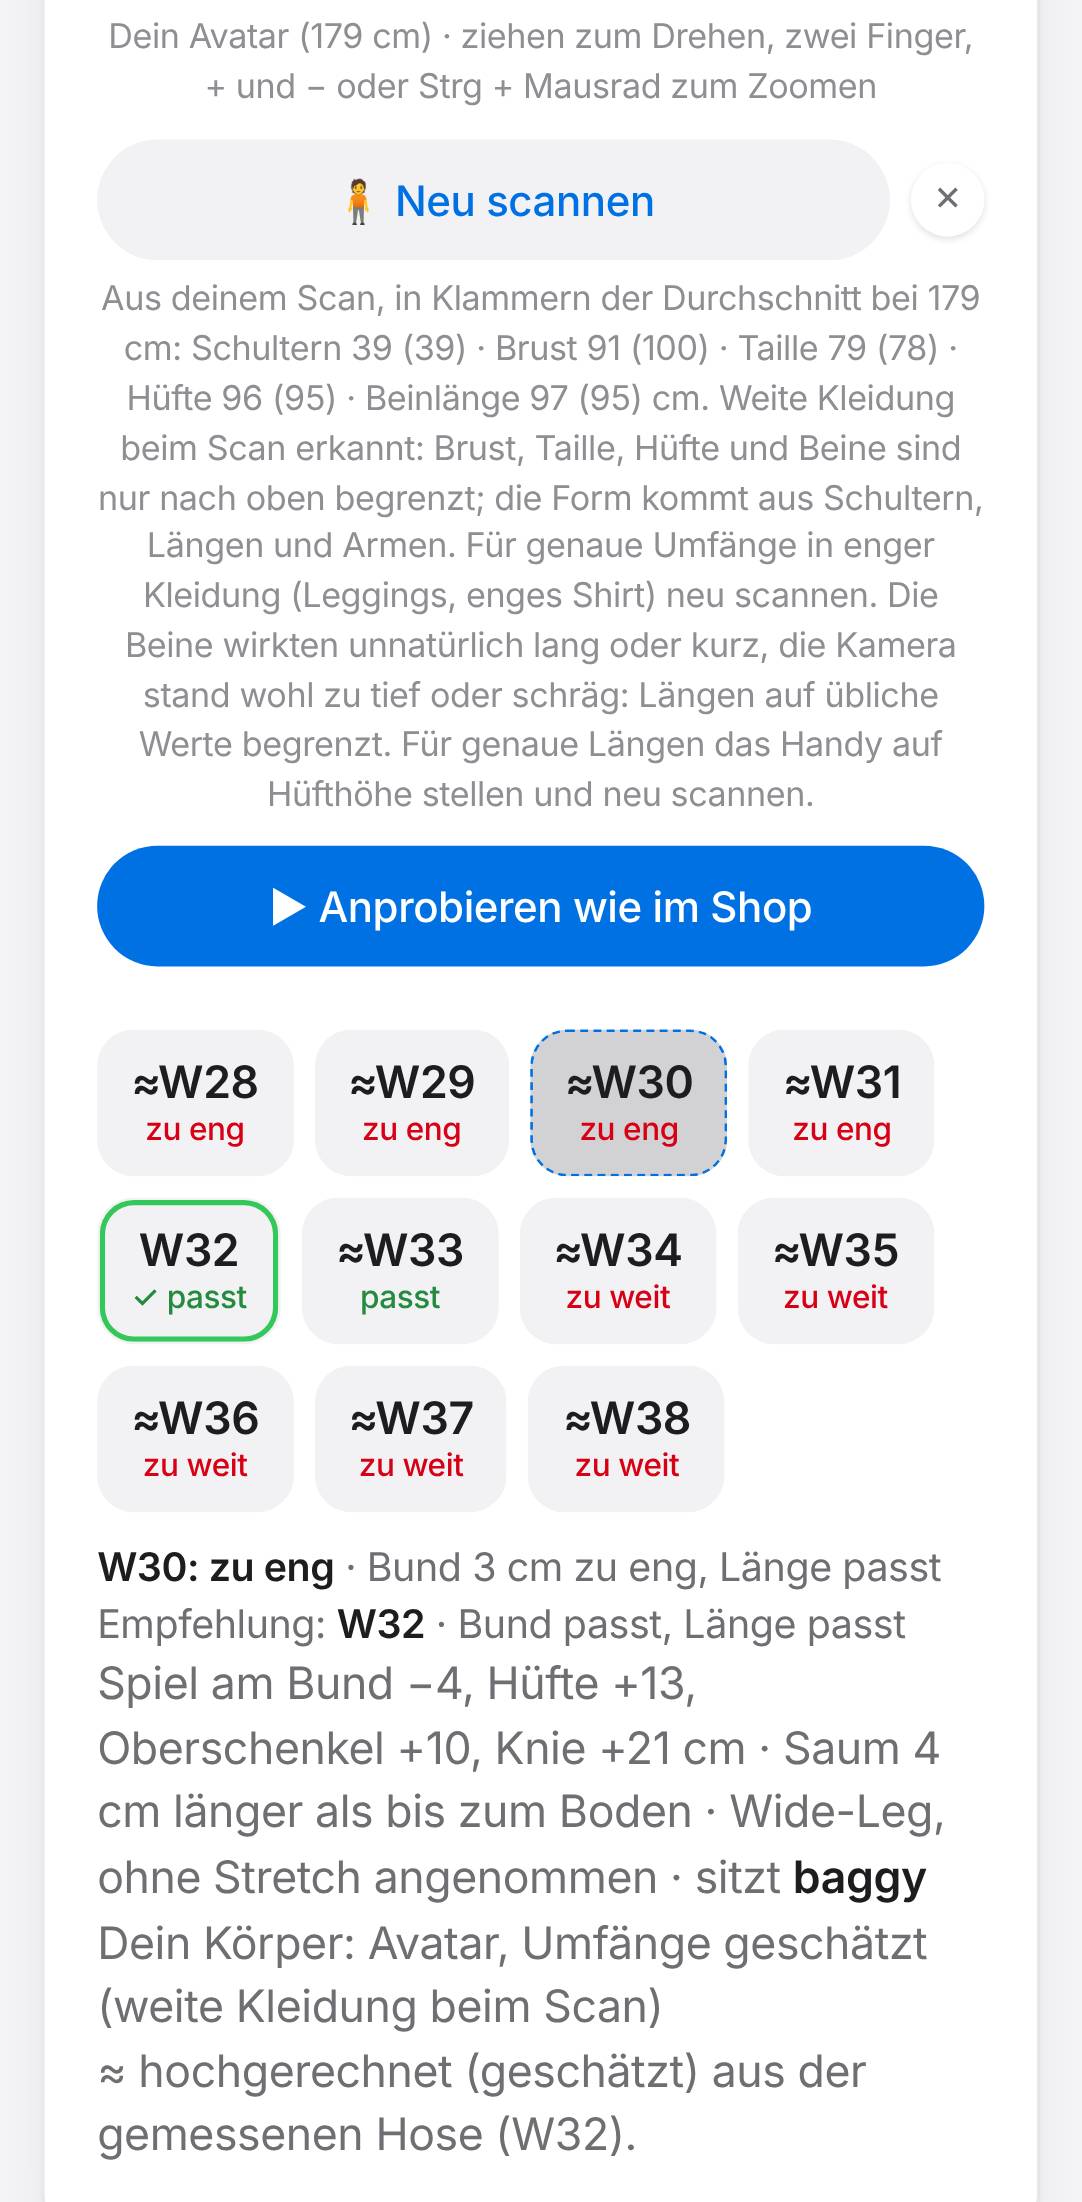 Dein Avatar (179 cm) · ziehen zum Drehen, zwei Finger,
+ und − oder Strg + Mausrad zum Zoomen
🧍 Neu scannen
✕
Aus deinem Scan, in Klammern der Durchschnitt bei 179
cm: Schultern 39 (39) · Brust 91 (100) · Taille 79 (78) ·
Hüfte 96 (95) · Beinlänge 97 (95) cm. Weite Kleidung
beim Scan erkannt: Brust, Taille, Hüfte und Beine sind
nur nach oben begrenzt; die Form kommt aus Schultern,
Längen und Armen. Für genaue Umfänge in enger
Kleidung (Leggings, enges Shirt) neu scannen. Die
Beine wirkten unnatürlich lang oder kurz, die Kamera
stand wohl zu tief oder schräg: Längen auf übliche
Werte begrenzt. Für genaue Längen das Handy auf
Hüfthöhe stellen und neu scannen.
▶ Anprobieren wie im Shop
≈W28 ≈W29 ≈W30 ≈W31
zu eng zu eng zu eng zu eng
W32 ≈W33 ≈W34 ≈W35
✓ passt passt zu weit zu weit
≈W36 ≈W37 ≈W38
zu weit zu weit zu weit
W30: zu eng · Bund 3 cm zu eng, Länge passt
Empfehlung: W32 · Bund passt, Länge passt
Spiel am Bund −4, Hüfte +13,
Oberschenkel +10, Knie +21 cm · Saum 4
cm länger als bis zum Boden · Wide-Leg,
ohne Stretch angenommen · sitzt baggy
Dein Körper: Avatar, Umfänge geschätzt
(weite Kleidung beim Scan)
≈ hochgerechnet (geschätzt) aus der
gemessenen Hose (W32).